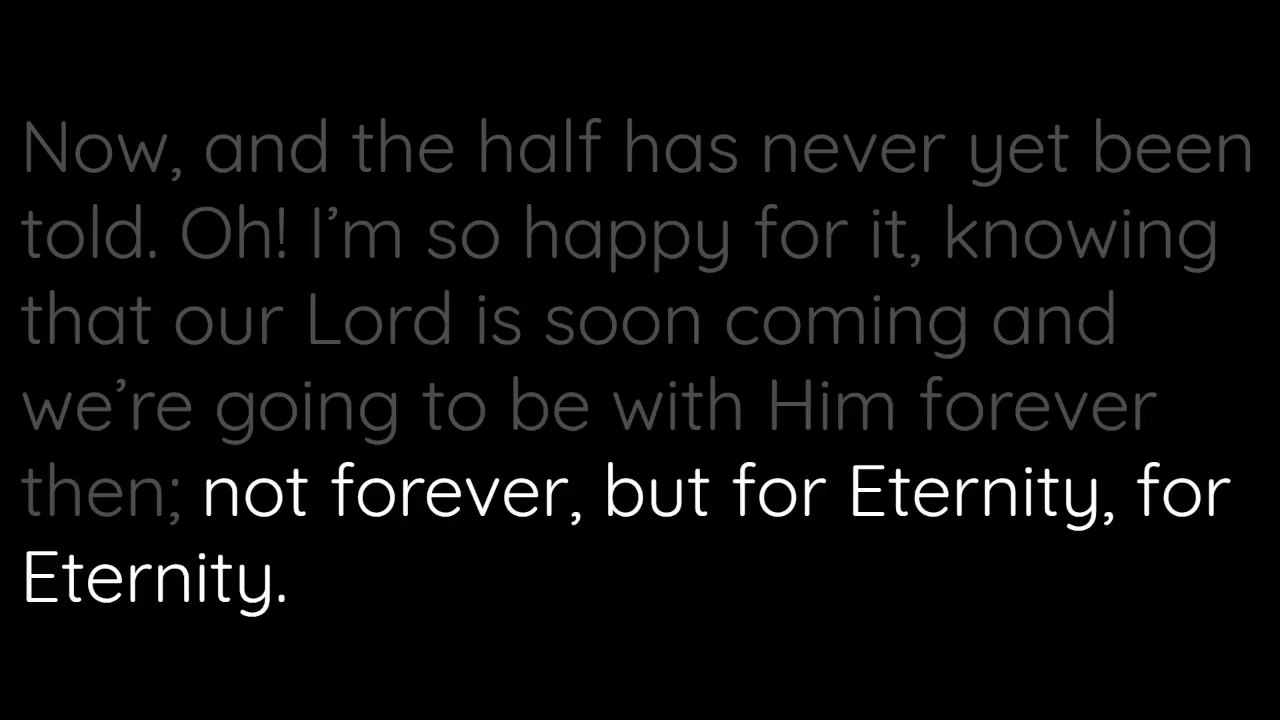 Now, and the half has never yet been
told. Oh! I’m so happy for it, knowing
that our Lord is soon coming and
we’re going to be with Him forever
then; not forever, but for Eternity, for
Eternity.